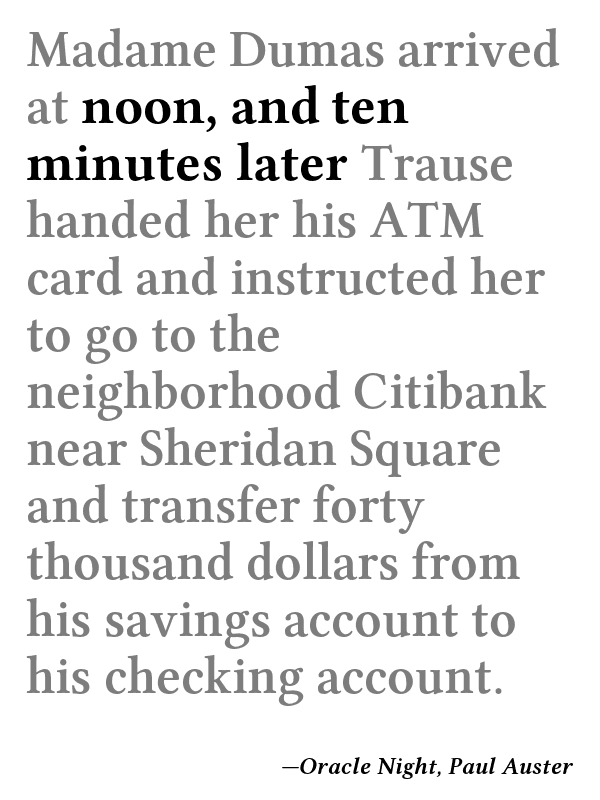 Madame Dumas arrived
at noon, and ten
minutes later Trause
handed her his ATM
card and instructed her
to go to the
neighborhood Citibank
near Sheridan Square
and transfer forty
thousand dollars from
his savings account to
his checking account.
—Oracle Night, Paul Auster